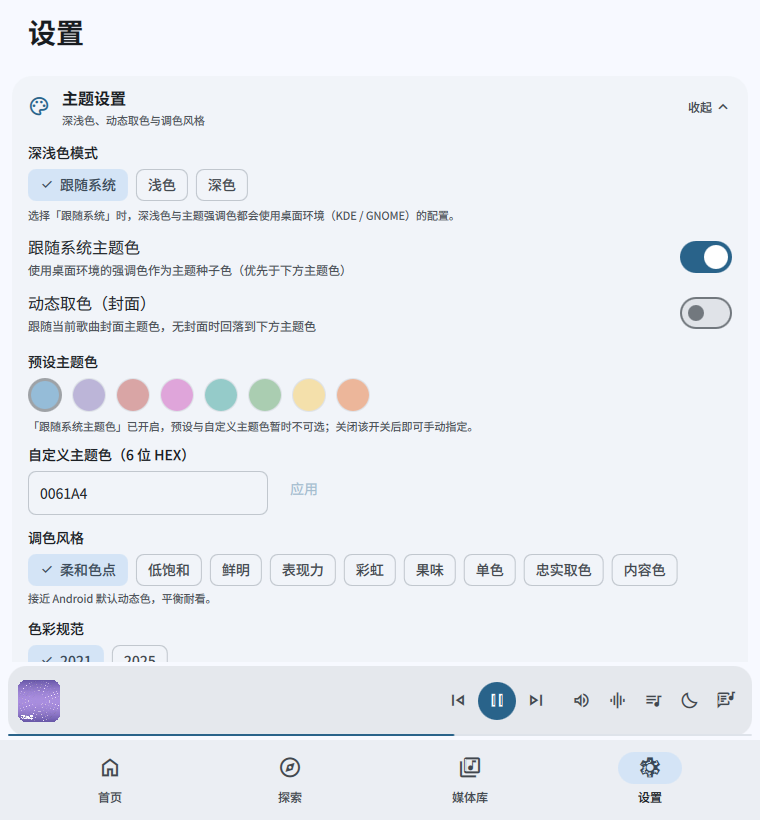 设置
主题设置
深浅色、动态取色与调色风格
收起
深浅色模式
跟随系统 浅色 深色
选择「跟随系统」时，深浅色与主题强调色都会使用桌面环境（KDE / GNOME）的配置。
跟随系统主题色
使用桌面环境的强调色作为主题种子色（优先于下方主题色）
动态取色（封面）
跟随当前歌曲封面主题色，无封面时回落到下方主题色
预设主题色
「跟随系统主题色」已开启，预设与自定义主题色暂时不可选；关闭该开关后即可手动指定。
自定义主题色（6 位 HEX）
0061A4 应用
调色风格
柔和色点 低饱和 鲜明 表现力 彩虹 果味 单色 忠实取色 内容色
接近 Android 默认动态色，平衡耐看。
色彩规范
2021 2025
首页 探索 媒体库 设置